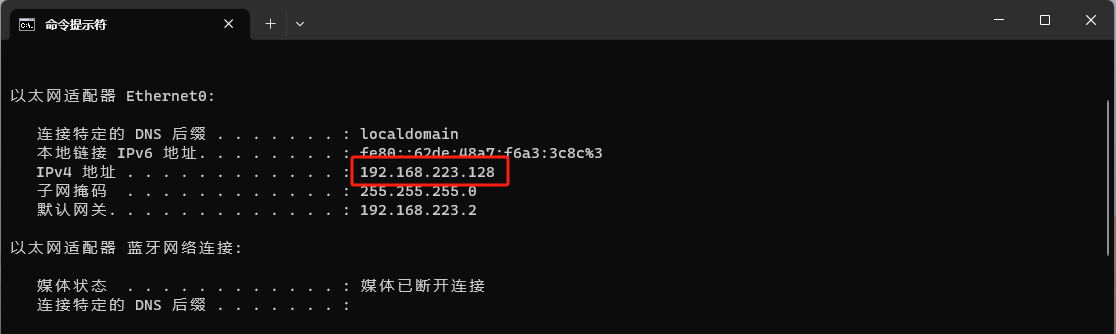 命令提示符
以太网适配器 Ethernet0:
连接特定的 DNS 后缀 . . . . . . . : localdomain
本地链接 IPv6 地址. . . . . . . . : fe80::62de:48a7:f6a3:3c8c%3
IPv4 地址 . . . . . . . . . . . . : 192.168.223.128
子网掩码 . . . . . . . . . . . . : 255.255.255.0
默认网关. . . . . . . . . . . . . : 192.168.223.2
以太网适配器 蓝牙网络连接:
媒体状态 . . . . . . . . . . . . : 媒体已断开连接
连接特定的 DNS 后缀 . . . . . . . :